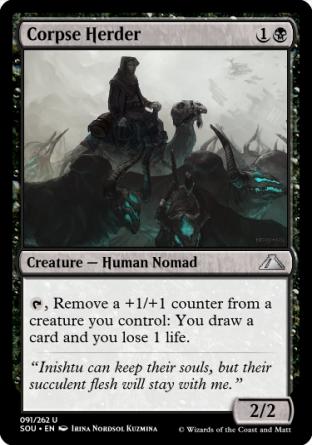 Corpse Herder 1
Creature — Human Nomad
, Remove a +1/+1 counter from a
creature you control: You draw a
card and you lose 1 life.
“Inishtu can keep their souls, but their
succulent flesh will stay with me.”
2/2
091/262 U
SOU • EN Irina Nordsol Kuzmina
© Wizards of the Coast and Matt